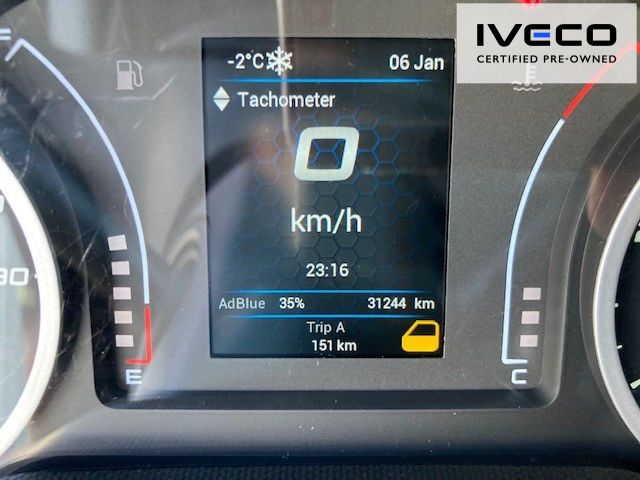 IVECO
CERTIFIED PRE-OWNED
-2°C 06 Jan
Tachometer
0
km/h
23:16
AdBlue 35% 31244 km
Trip A
151 km
E
C